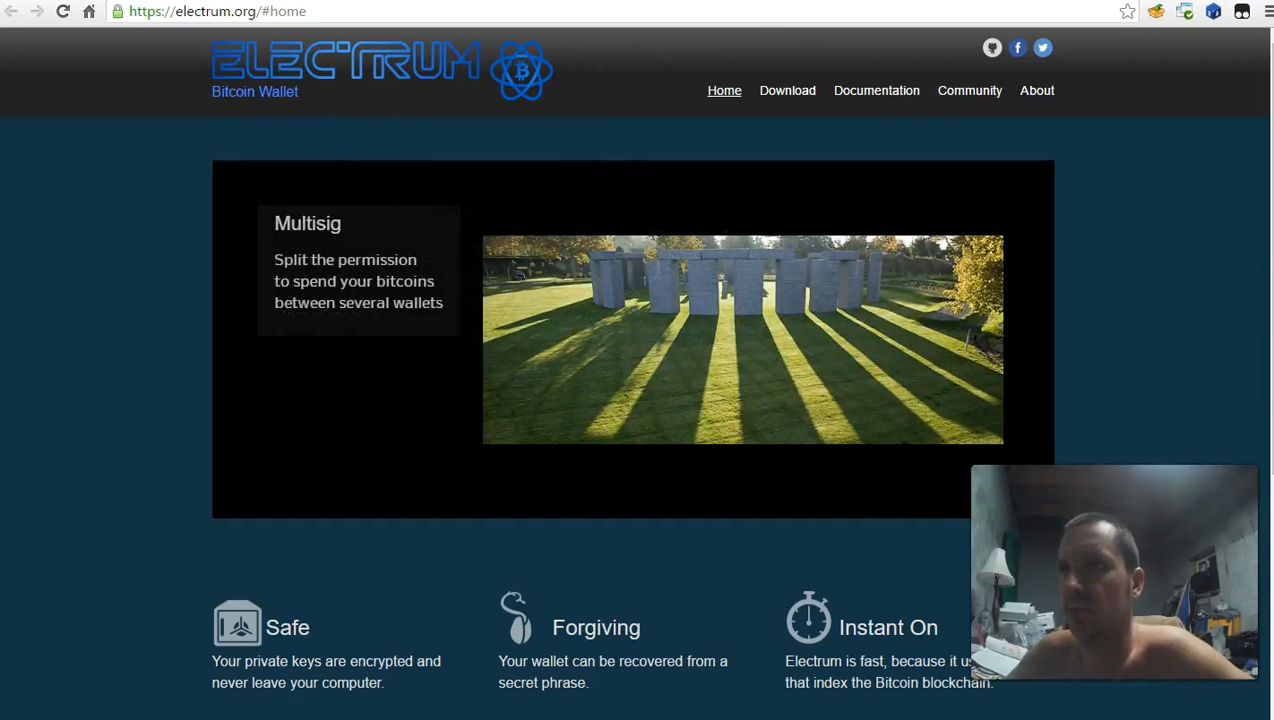 https://electrum.org/#home
ELECTRUM
Bitcoin Wallet
Home Download Documentation Community About
Multisig
Split the permission
to spend your bitcoins
between several wallets
Safe
Your private keys are encrypted and
never leave your computer.
Forgiving
Your wallet can be recovered from a
secret phrase.
Instant On
Electrum is fast, because it
that index the Bitcoin blockchain.